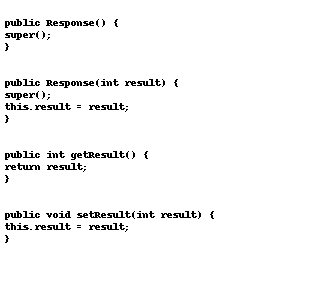 public Response() {
super();
}
public Response(int result) {
super();
this.result = result;
}
public int getResult() {
return result;
}
public void setResult(int result) {
this.result = result;
}